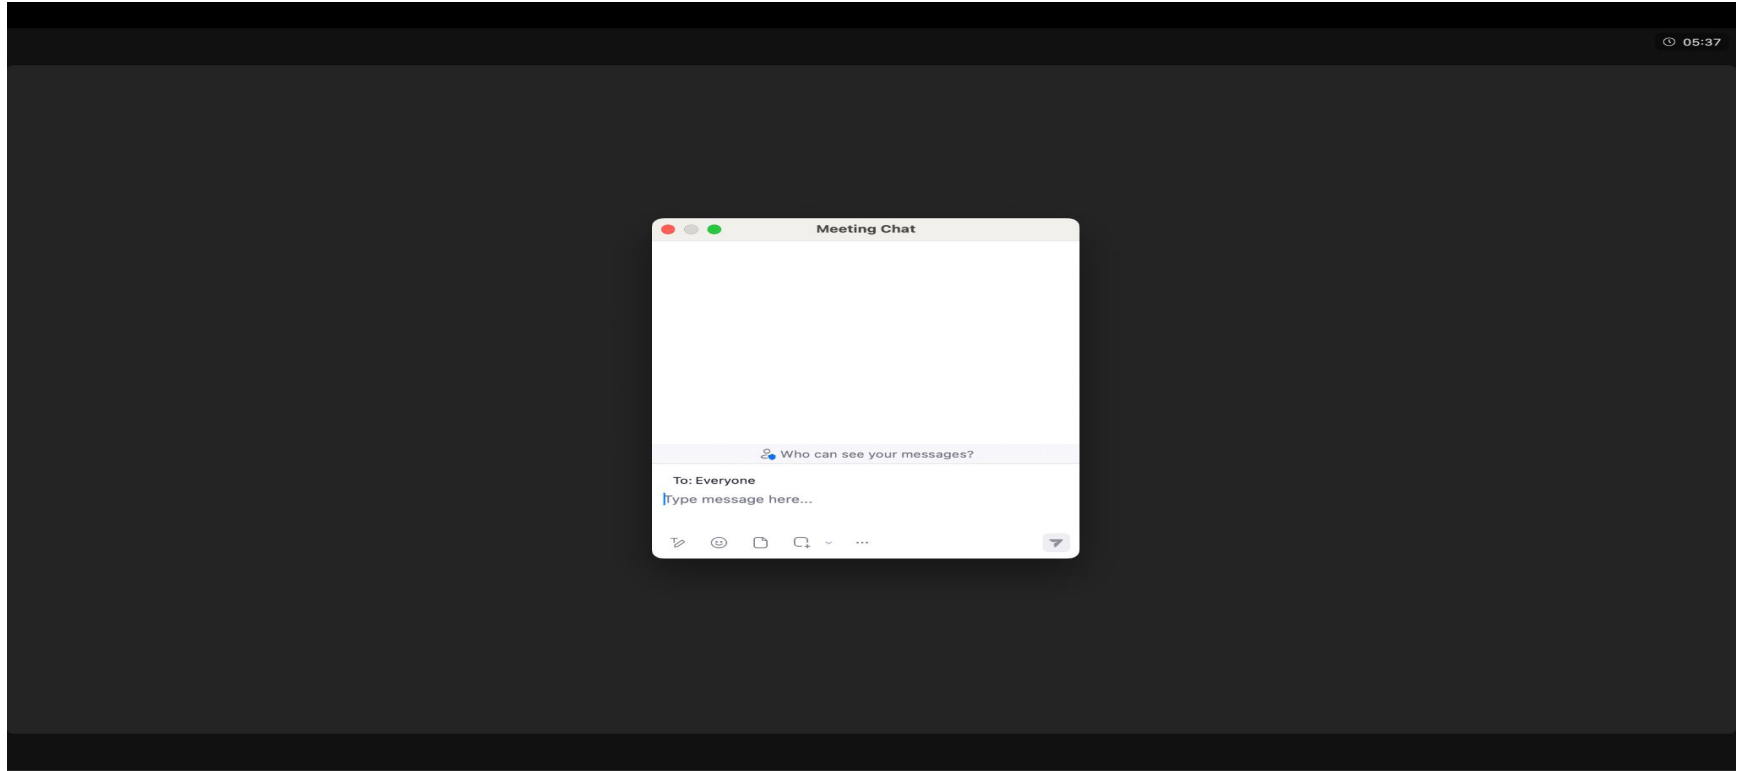 05:37
Meeting Chat
Who can see your messages?
To: Everyone
Type message here...